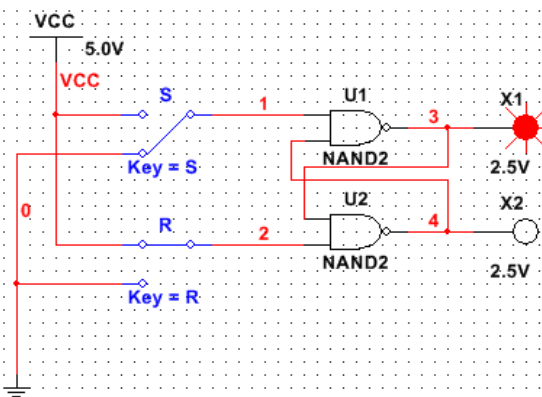 VCC
5.0V
VCC
S
1
U1
3
X1
NAND2
2.5V
Key = S
0
U2
X2
R
2
4
NAND2
2.5V
Key = R